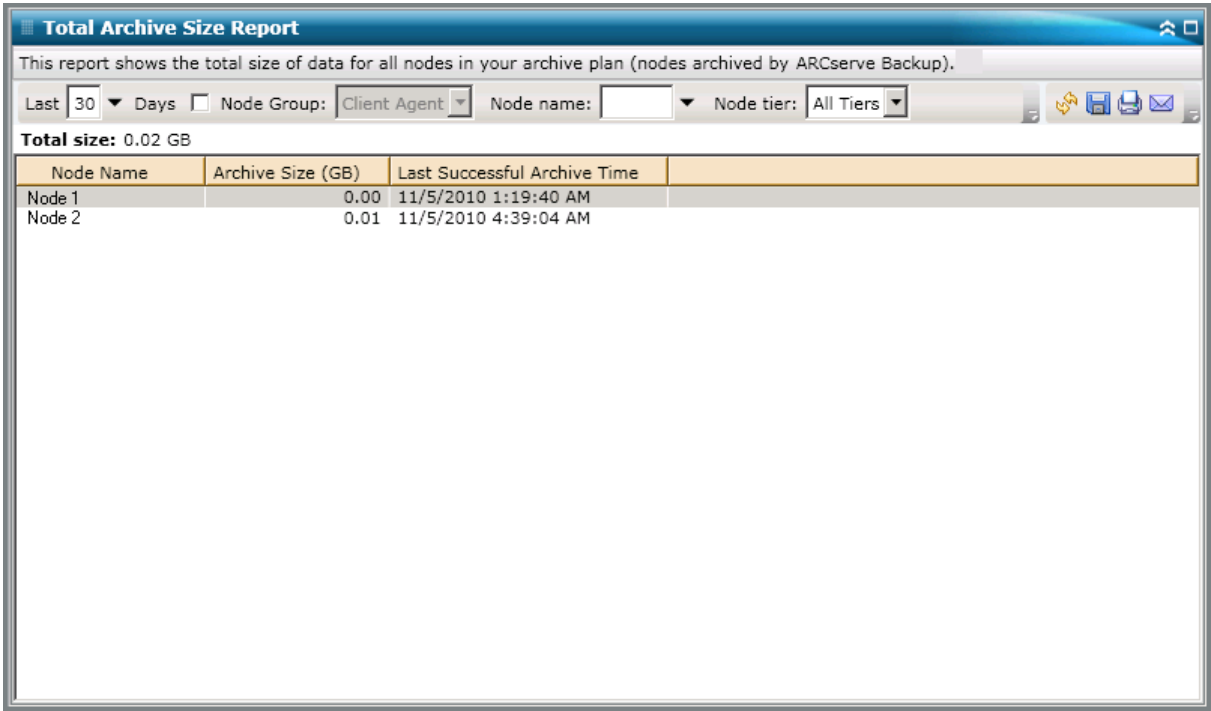 Total Archive Size Report
This report shows the total size of data for all nodes in your archive plan (nodes archived by ARCserve Backup).
Last 30 Days Node Group: Client Agent Node name: Node tier: All Tiers
Total size: 0.02 GB
Node Name Archive Size (GB) Last Successful Archive Time
Node 1 0.00 11/5/2010 1:19:40 AM
Node 2 0.01 11/5/2010 4:39:04 AM